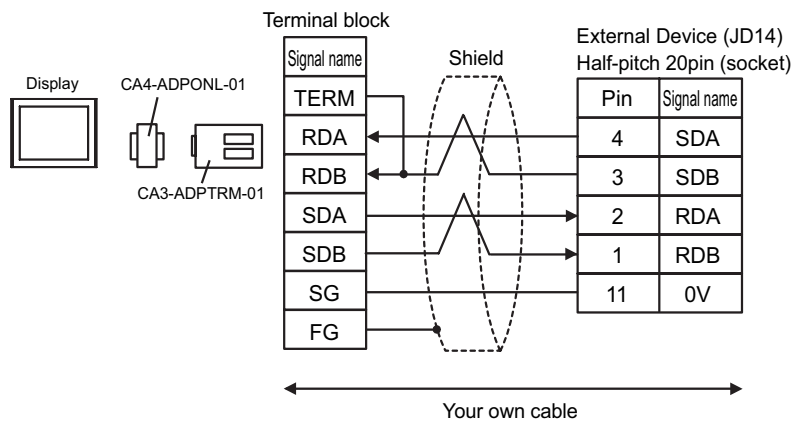 Terminal block
External Device (JD14)
Half-pitch 20pin (socket)
Display
CA4-ADPONL-01
CA3-ADPTRM-01
Shield
Signal name
TERM
RDA
RDB
SDA
SDB
SG
FG
Pin Signal name
4 SDA
3 SDB
2 RDA
1 RDB
11 0V
Your own cable